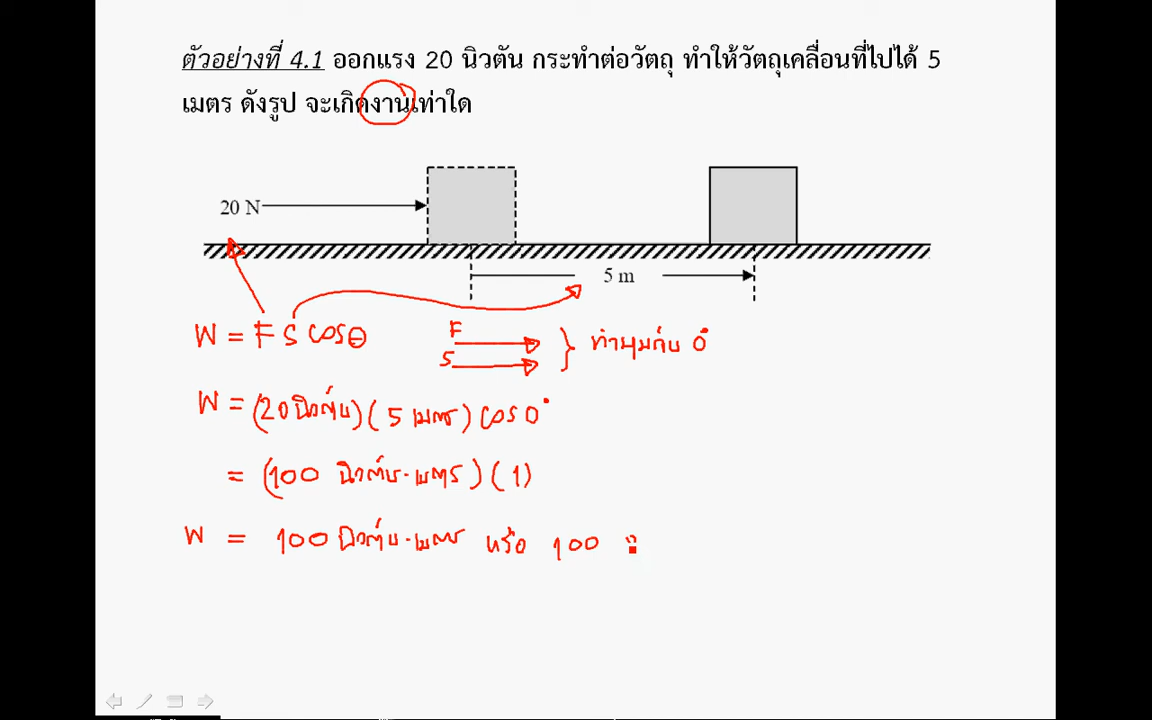 ตัวอย่างที่ 4.1 ออกแรง 20 นิวตัน กระทำต่อวัตถุ ทำให้วัตถุเคลื่อนที่ไปได้ 5
เมตร ดังรูป จะเกิดงานเท่าใด
20 N
5 m
W = F S cosθ
F
S
ทำมุมกับ 0°
W = (20 นิวตัน) (5 เมตร) cos 0°
= (100 นิวตัน·เมตร) (1)
W = 100 นิวตัน·เมตร หรือ 100